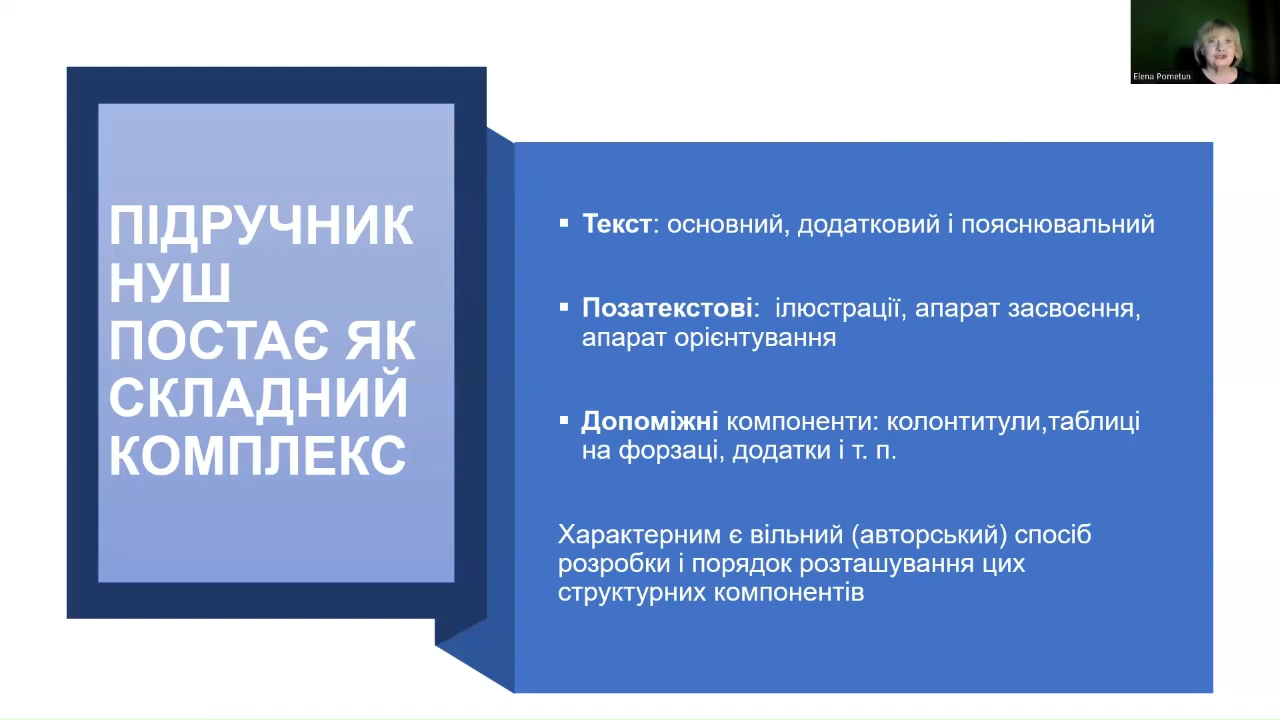 Elena Pometun
ПІДРУЧНИК
НУШ
ПОСТАЄ ЯК
СКЛАДНИЙ
КОМПЛЕКС
▪ Текст: основний, додатковий і пояснювальний
▪ Позатекстові:  ілюстрації, апарат засвоєння,
апарат орієнтування
▪ Допоміжні компоненти: колонтитули,таблиці
на форзаці, додатки і т. п.
Характерним є вільний (авторський) спосіб
розробки і порядок розташування цих
структурних компонентів